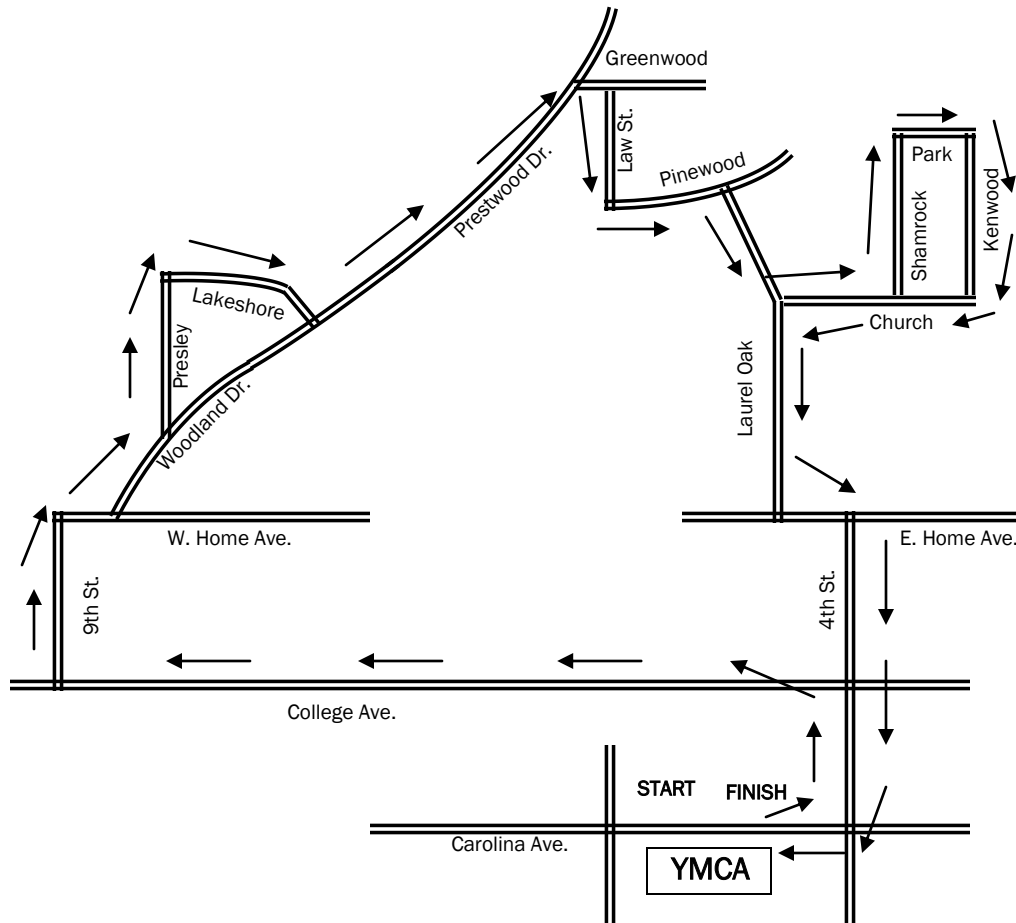 Greenwood
Law St.
Pinewood
Prestwood Dr.
Park
Shamrock
Kenwood
Lakeshore
Church
Presley
Woodland Dr.
Laurel Oak
W. Home Ave.
E. Home Ave.
9th St.
4th St.
College Ave.
START
FINISH
Carolina Ave.
YMCA